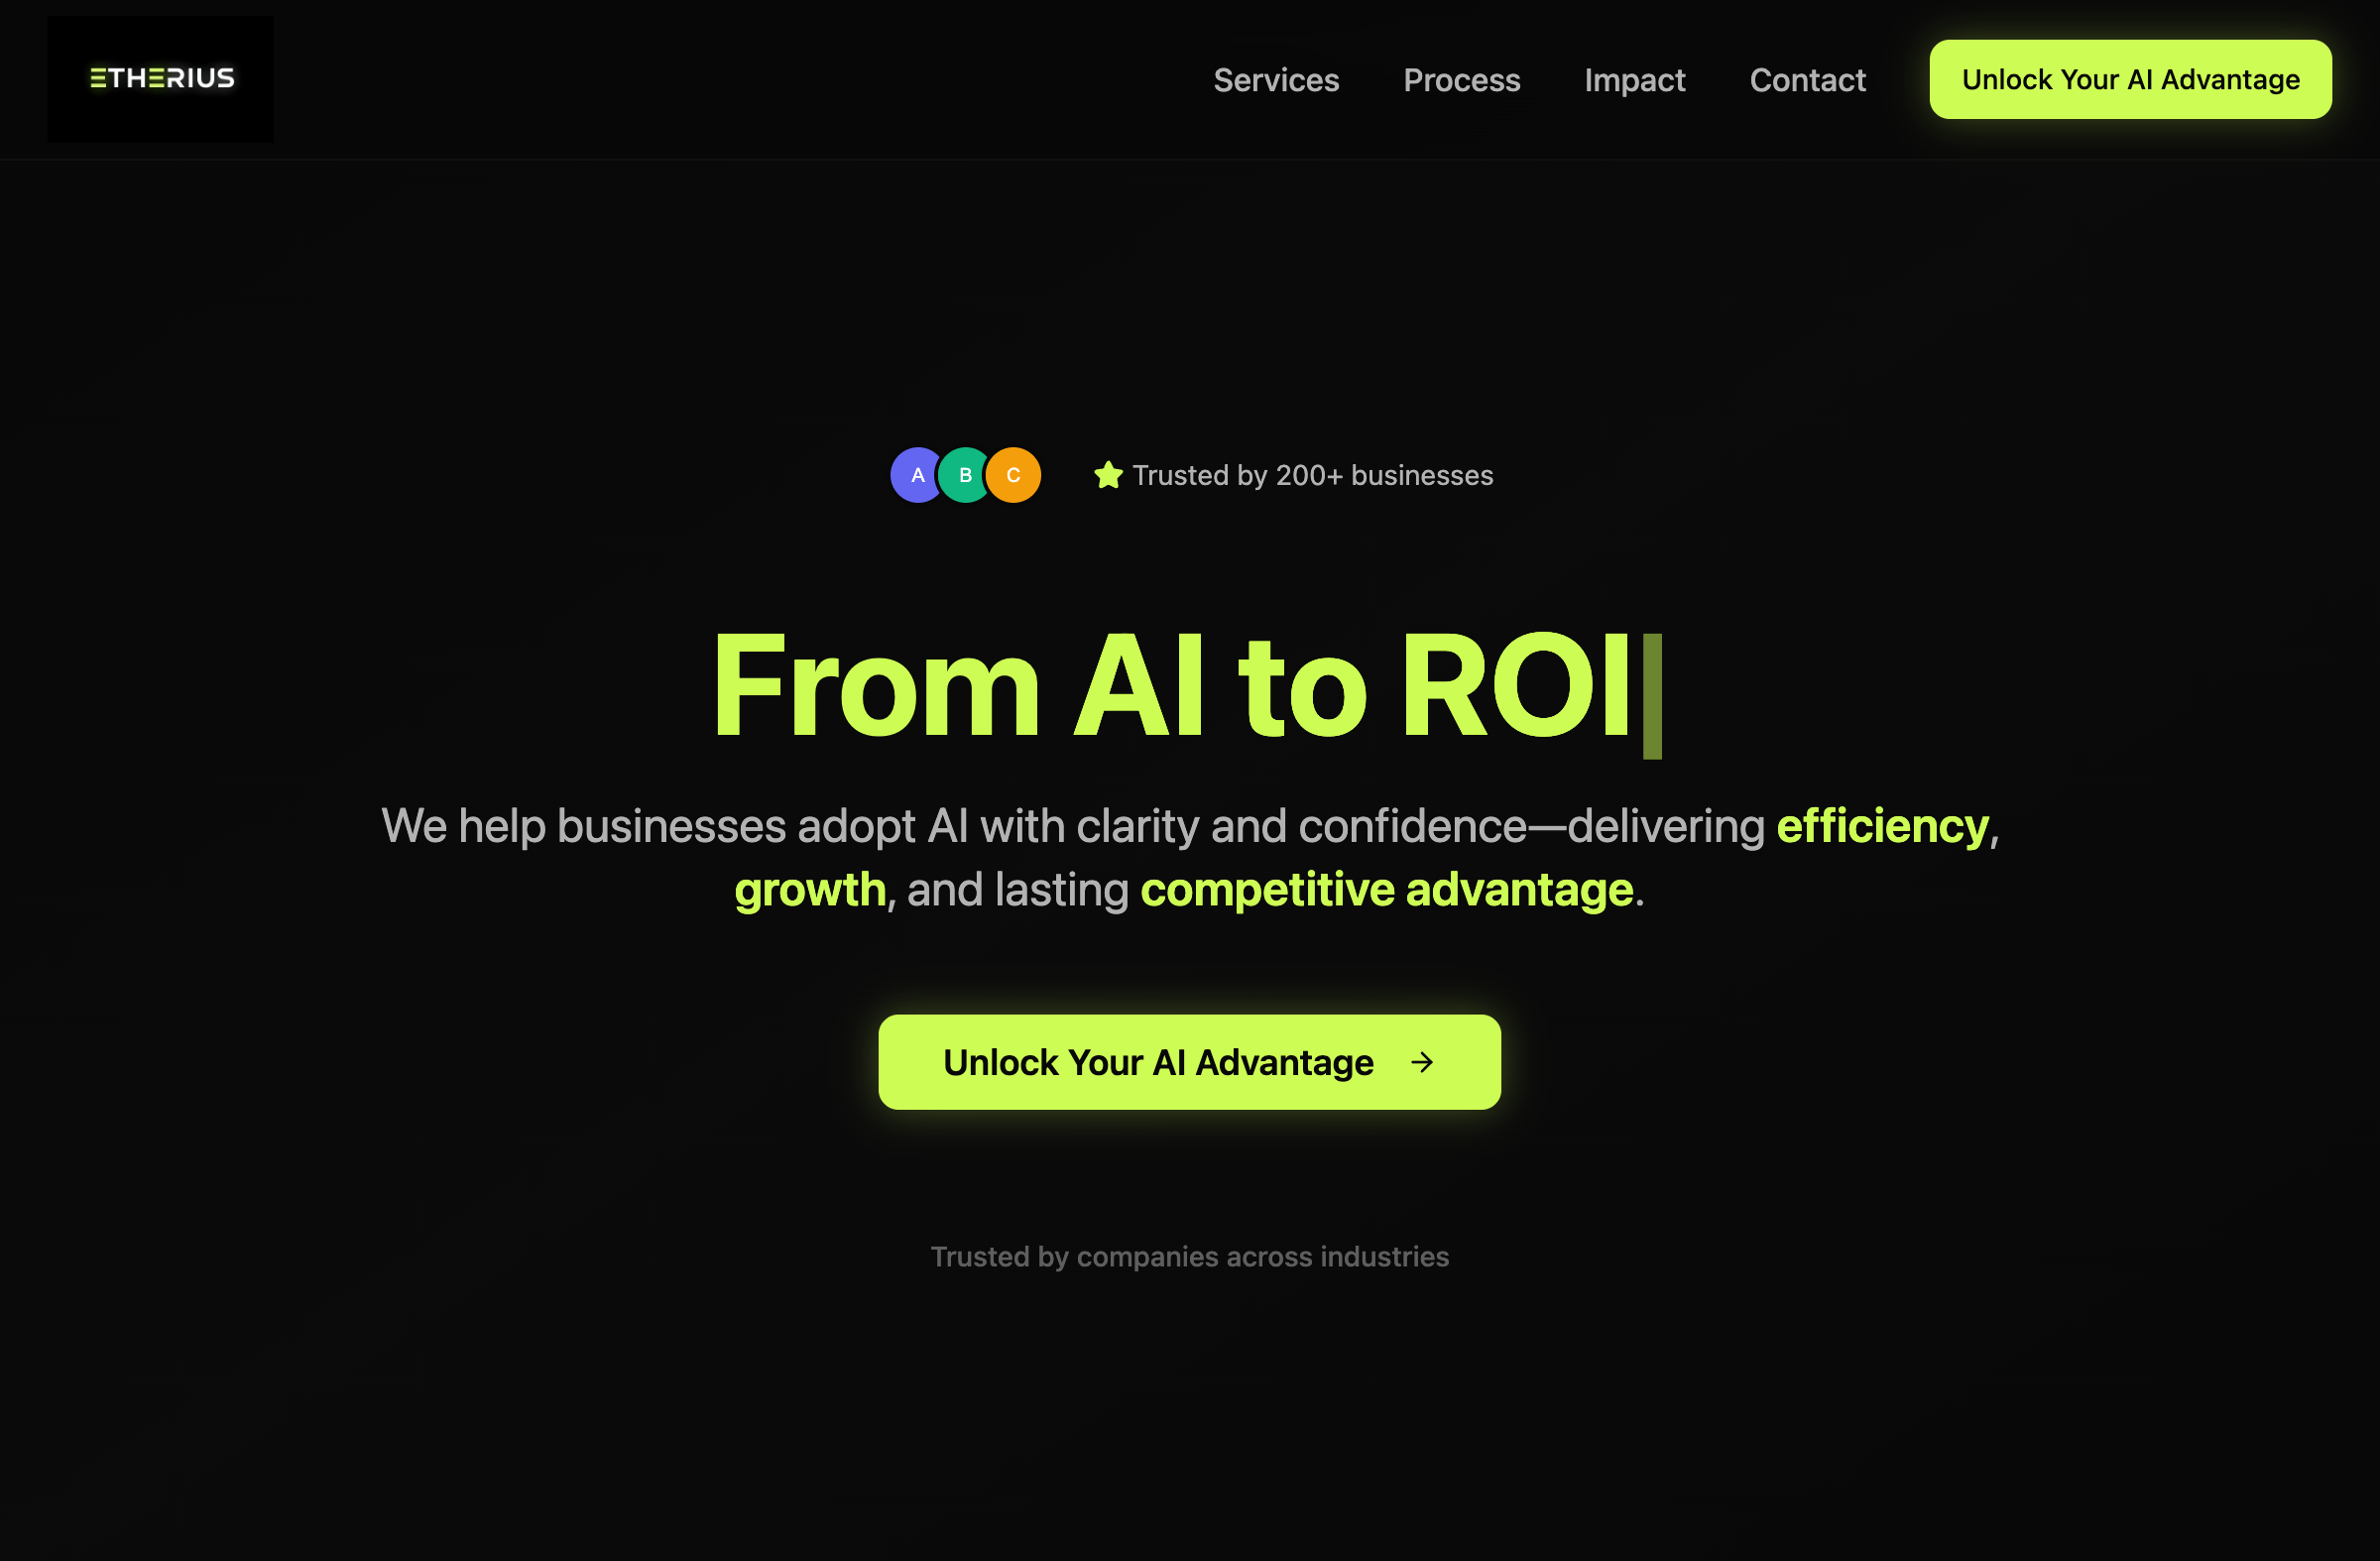 ETHERIUS
Services
Process
Impact
Contact
Unlock Your AI Advantage
A
B
C
Trusted by 200+ businesses
From AI to ROI
We help businesses adopt AI with clarity and confidence—delivering efficiency,
growth, and lasting competitive advantage.
Unlock Your AI Advantage →
Trusted by companies across industries